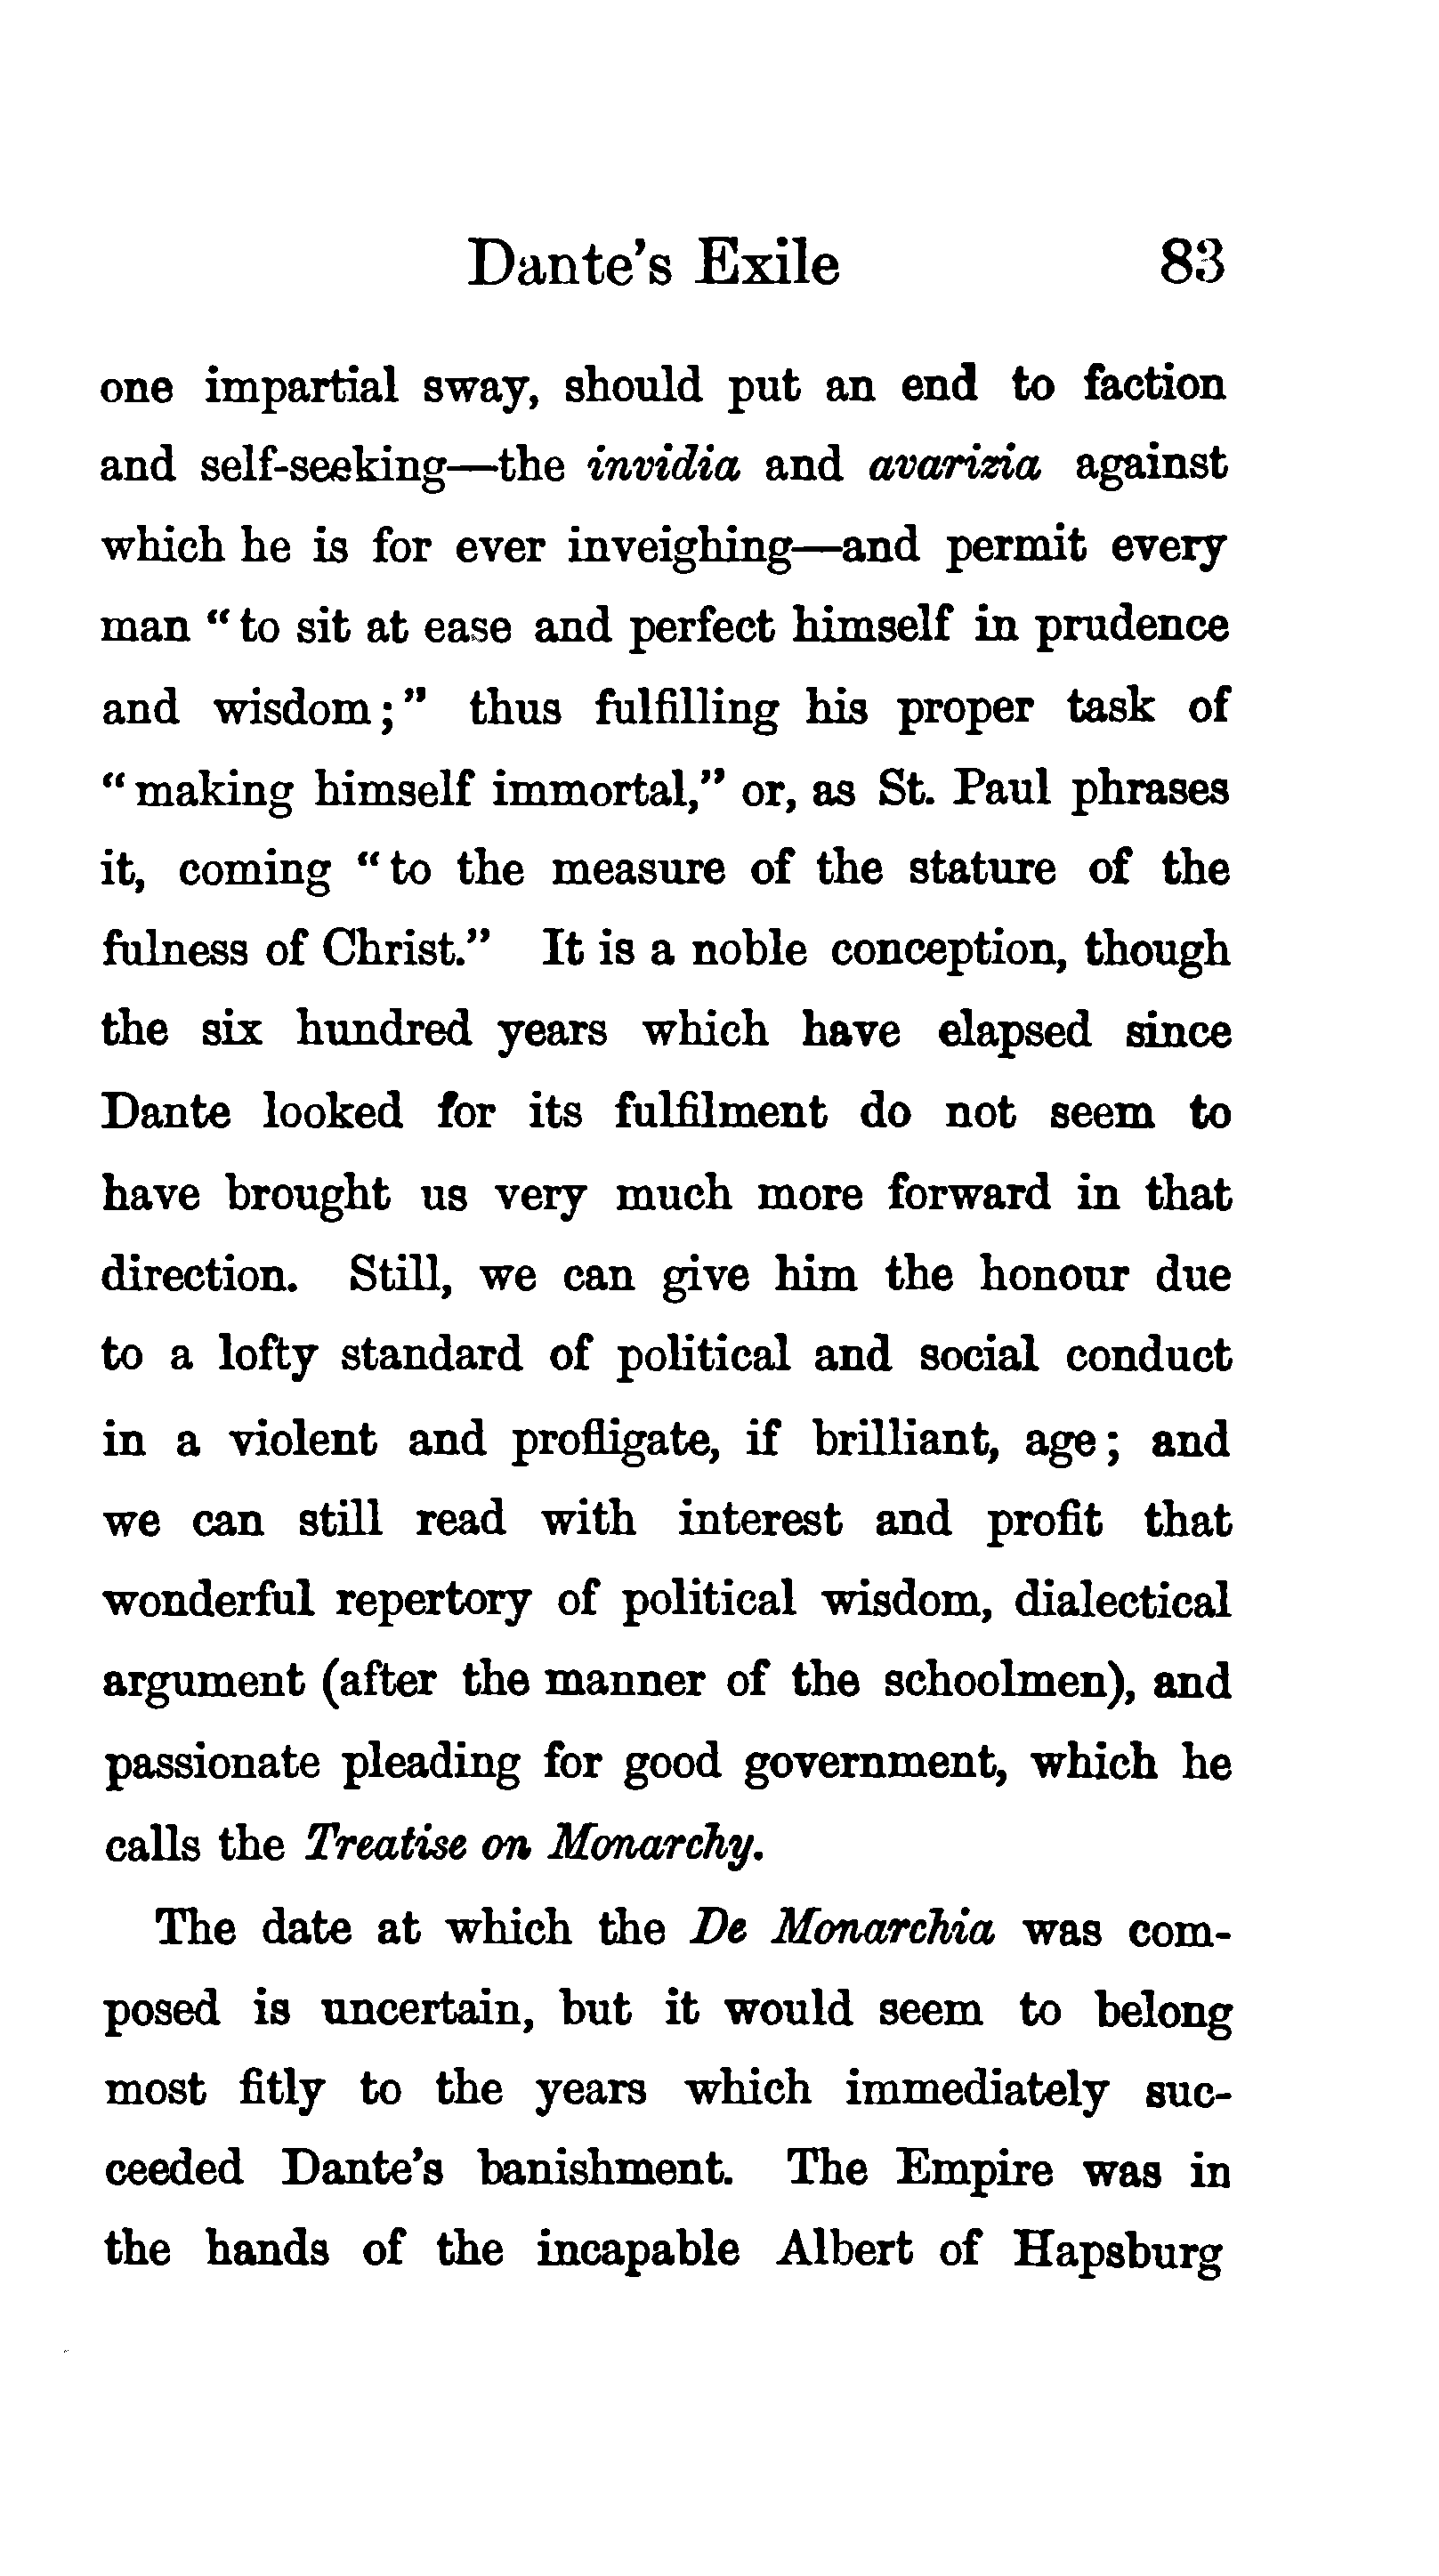 Dante's Exile 83
one impartial sway, should put an end to faction
and self-seeking—the invidia and avarizia against
which he is for ever inveighing—and permit every
man “to sit at ease and perfect himself in prudence
and wisdom;” thus fulfilling his proper task of
“making himself immortal,” or, as St. Paul phrases
it, coming “to the measure of the stature of the
fulness of Christ.” It is a noble conception, though
the six hundred years which have elapsed since
Dante looked for its fulfilment do not seem to
have brought us very much more forward in that
direction. Still, we can give him the honour due
to a lofty standard of political and social conduct
in a violent and profligate, if brilliant, age; and
we can still read with interest and profit that
wonderful repertory of political wisdom, dialectical
argument (after the manner of the schoolmen), and
passionate pleading for good government, which he
calls the Treatise on Monarchy.
The date at which the De Monarchia was com-
posed is uncertain, but it would seem to belong
most fitly to the years which immediately suc-
ceeded Dante's banishment. The Empire was in
the hands of the incapable Albert of Hapsburg